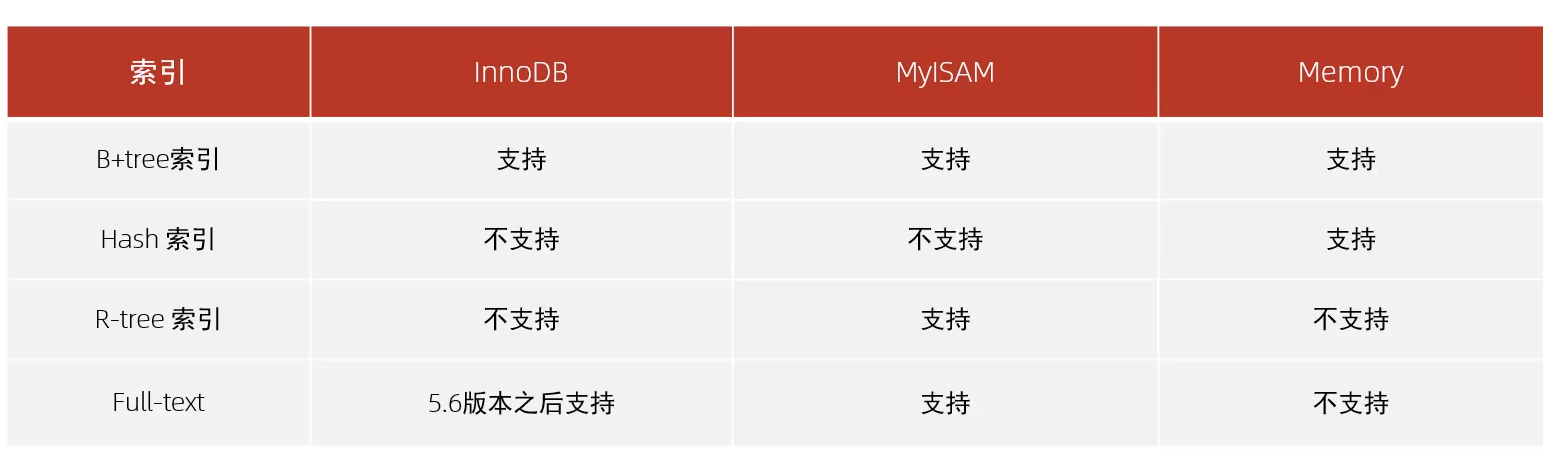 索引 InnoDB MyISAM Memory
B+tree索引 支持 支持 支持
Hash 索引 不支持 不支持 支持
R-tree 索引 不支持 支持 不支持
Full-text 5.6版本之后支持 支持 不支持